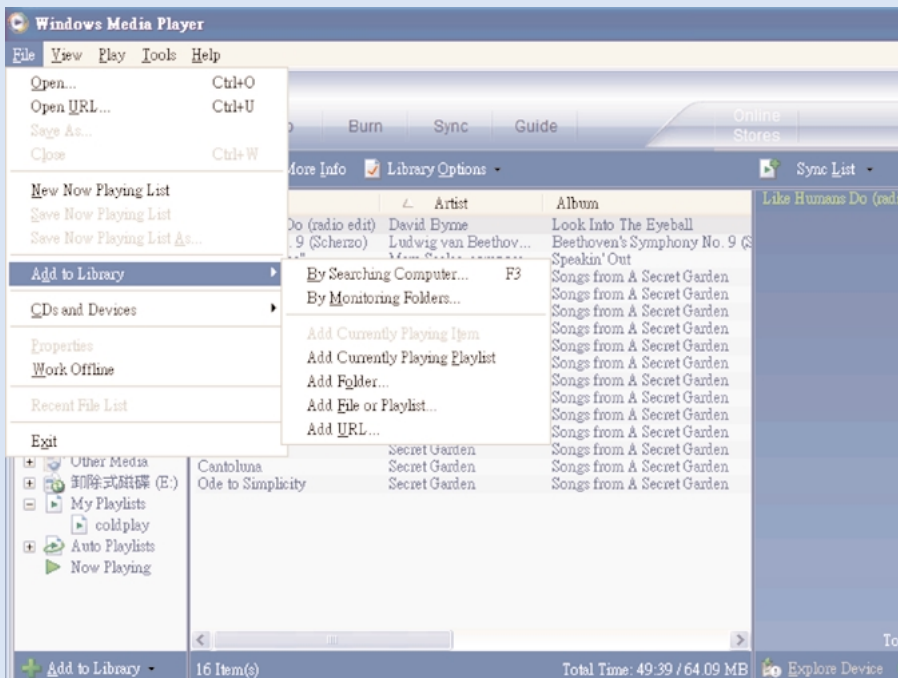 Windows Media Player
File View Play Tools Help
Open... Ctrl+O
Open URL... Ctrl+U
Save As...
Close Ctrl+W
New Now Playing List
Save Now Playing List
Save Now Playing List As...
Add to Library
CDs and Devices
Properties
Work Offline
Recent File List
Exit
By Searching Computer... F3
By Monitoring Folders...
Add Currently Playing Item
Add Currently Playing Playlist
Add Folder...
Add File or Playlist...
Add URL...
Burn Sync Guide
Online
Stores
More Info Library Options Sync List
Artist Album
Do (radio edit) David Byrne Look Into The Eyeball
. 9 (Scherzo) Ludwig van Beethov... Beethoven's Symphony No. 9 (S
Speakin' Out
Songs from A Secret Garden
Songs from A Secret Garden
Songs from A Secret Garden
Songs from A Secret Garden
Songs from A Secret Garden
Songs from A Secret Garden
Songs from A Secret Garden
Songs from A Secret Garden
Songs from A Secret Garden
Songs from A Secret Garden
Secret Garden Songs from A Secret Garden
Cantoluna Secret Garden Songs from A Secret Garden
Ode to Simplicity Secret Garden Songs from A Secret Garden
Like Humans Do (radi
Other Media
卸除式磁碟 (E:)
My Playlists
coldplay
Auto Playlists
Now Playing
To
Add to Library 16 Item(s) Total Time: 49:39 / 64.09 MB Explore Device